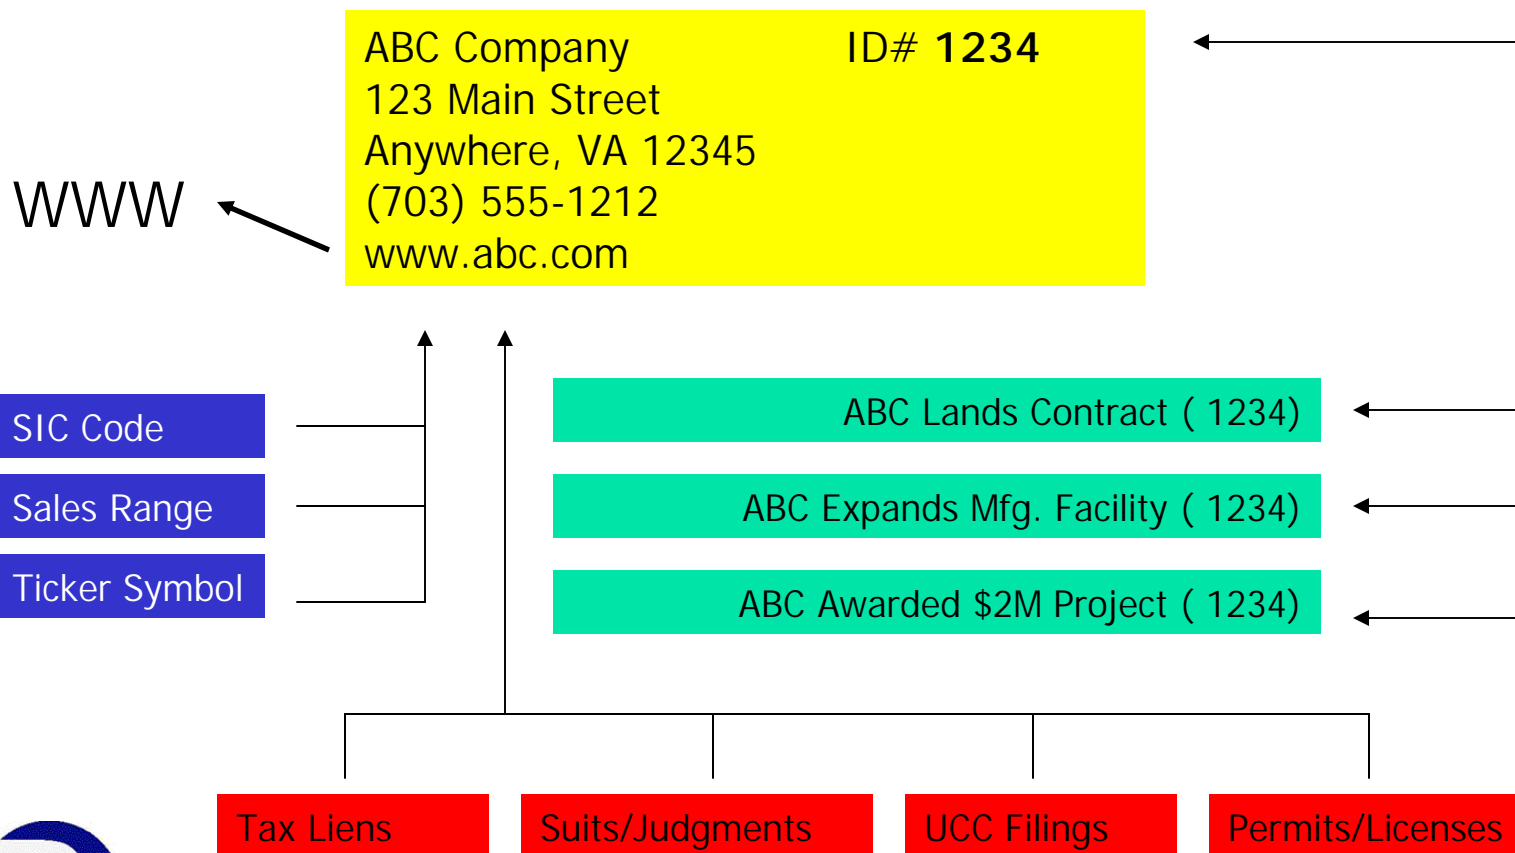 ABC Company ID# 1234
123 Main Street
Anywhere, VA 12345
(703) 555-1212
www.abc.com
WWW
SIC Code
Sales Range
Ticker Symbol
ABC Lands Contract ( 1234)
ABC Expands Mfg. Facility ( 1234)
ABC Awarded $2M Project ( 1234)
Tax Liens
Suits/Judgments
UCC Filings
Permits/Licenses